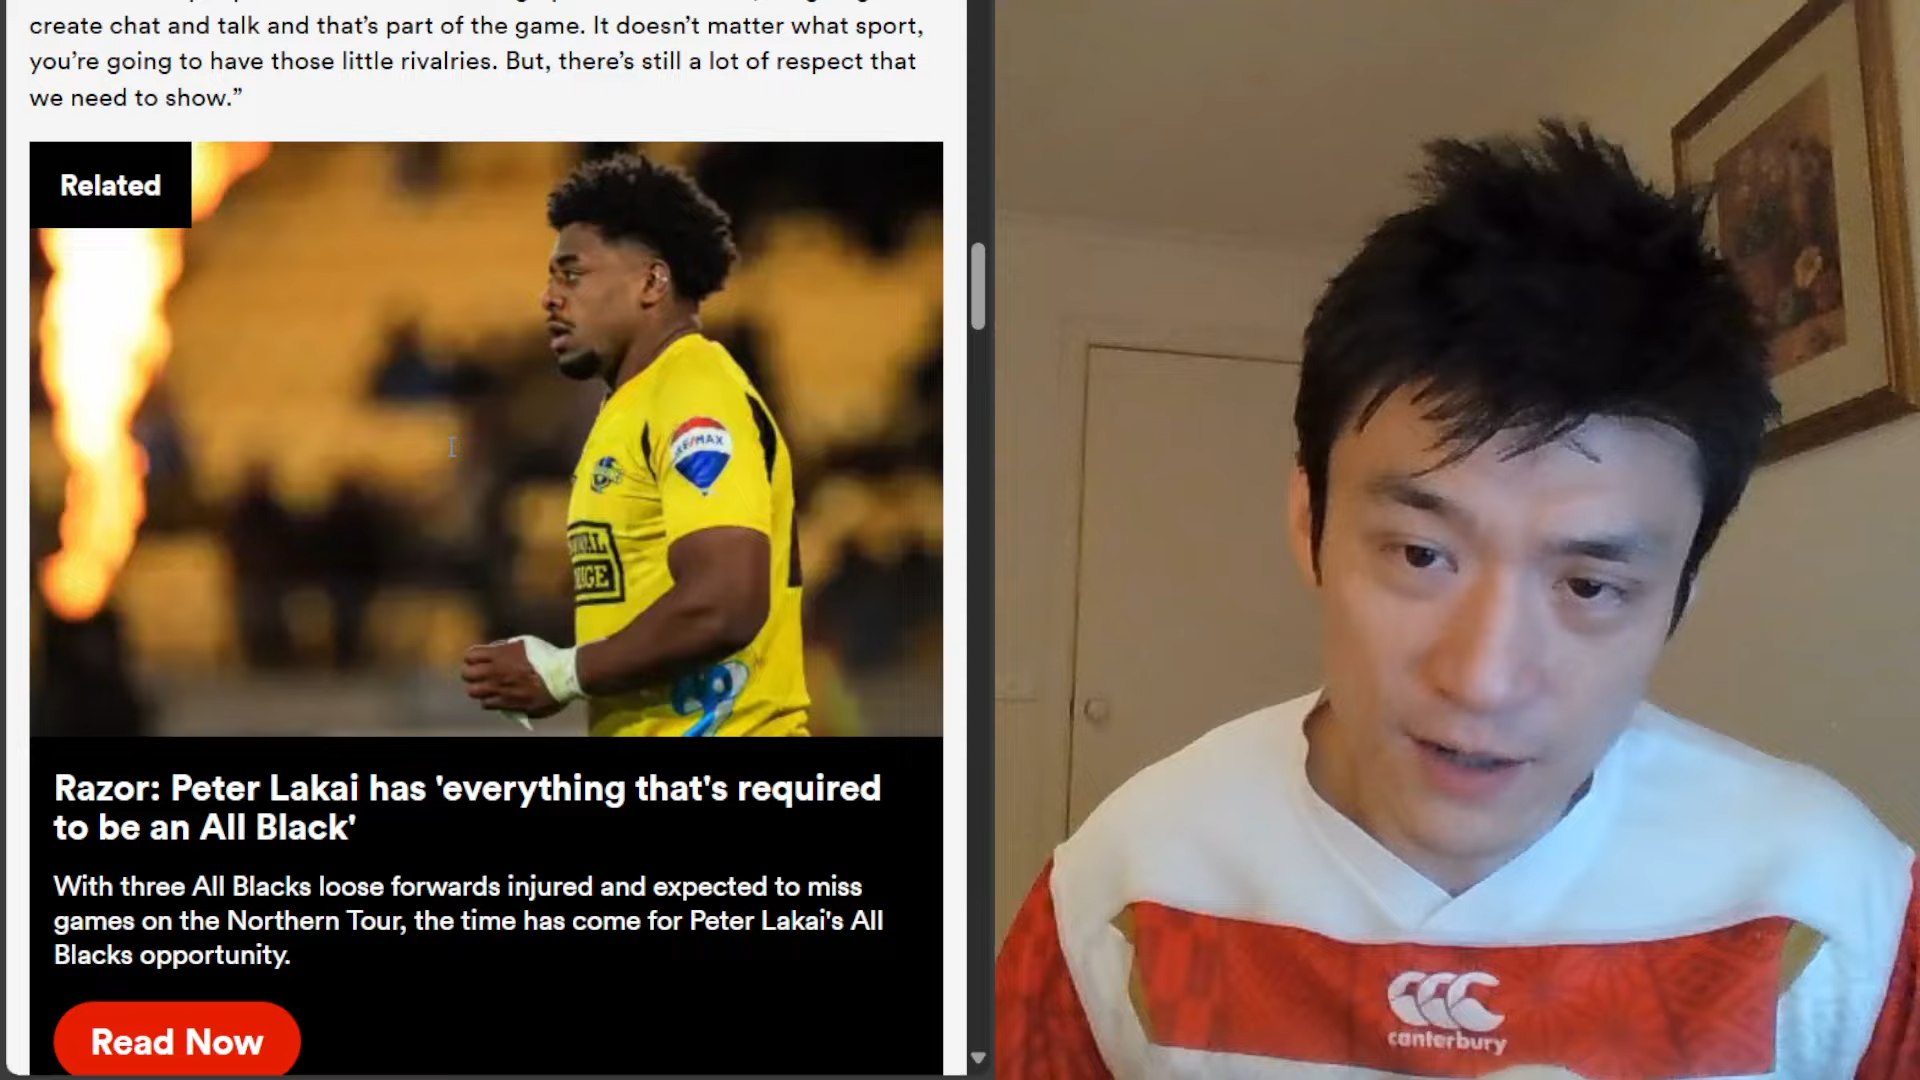 create chat and talk and that’s part of the game. It doesn’t matter what sport,
you’re going to have those little rivalries. But, there’s still a lot of respect that
we need to show.”
Related
RE/MAX
Razor: Peter Lakai has 'everything that's required
to be an All Black'
With three All Blacks loose forwards injured and expected to miss
games on the Northern Tour, the time has come for Peter Lakai's All
Blacks opportunity.
Read Now
canterbury